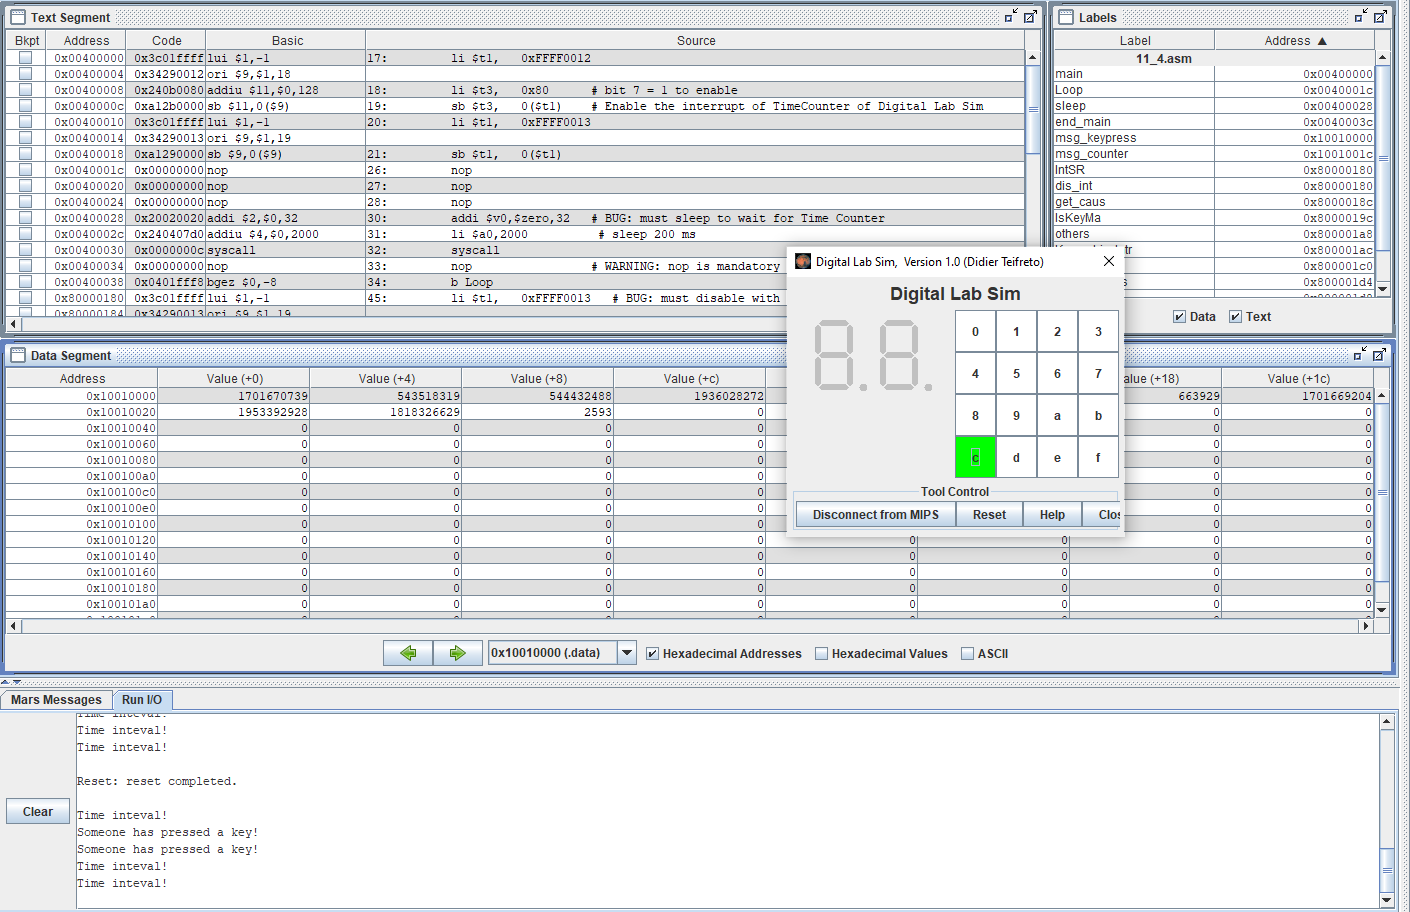 Text Segment
Bkpt Address Code Basic Source
0x00400000 0x3c01ffff lui $1,-1 17: li $t1, 0xFFFF0012
0x00400004 0x34290012 ori $9,$1,18
0x00400008 0x240b0080 addiu $11,$0,128 18: li $t3, 0x80 # bit 7 = 1 to enable
0x0040000c 0xa12b0000 sb $11,0($9) 19: sb $t3, 0($t1) # Enable the interrupt of TimeCounter of Digital Lab Sim
0x00400010 0x3c01ffff lui $1,-1 20: li $t1, 0xFFFF0013
0x00400014 0x34290013 ori $9,$1,19
0x00400018 0xa1290000 sb $9,0($9) 21: sb $t1, 0($t1)
0x0040001c 0x00000000 nop 26: nop
0x00400020 0x00000000 nop 27: nop
0x00400024 0x00000000 nop 28: nop
0x00400028 0x20020020 addi $2,$0,32 30: addi $v0,$zero,32 # BUG: must sleep to wait for Time Counter
0x0040002c 0x240407d0 addiu $4,$0,2000 31: li $a0,2000 # sleep 200 ms
0x00400030 0x0000000c syscall 32: syscall
0x00400034 0x00000000 nop 33: nop # WARNING: nop is mandatory
0x00400038 0x0401fff8 bgez $0,-8 34: b Loop
0x80000180 0x3c01ffff lui $1,-1 45: li $t1, 0xFFFF0013 # BUG: must disable with
0x80000184 0x34290013 ori $9,$1,19
Labels
Label Address ▲
11_4.asm
main 0x00400000
Loop 0x0040001c
sleep 0x00400028
end_main 0x0040003c
msg_keypress 0x10010000
msg_counter 0x1001001c
IntSR 0x80000180
dis_int 0x80000180
get_caus 0x8000018c
IsKeyMa 0x8000019c
others 0x800001a8
tr 0x800001ac
0x800001c0
s 0x800001d4
Data Text
Digital Lab Sim, Version 1.0 (Didier Teifreto)
Digital Lab Sim
8.8.
0 1 2 3
4 5 6 7
8 9 a b
c d e f
Tool Control
Disconnect from MIPS Reset Help Clos
Data Segment
Address Value (+0) Value (+4) Value (+8) Value (+c) alue (+18) Value (+1c)
0x10010000 1701670739 543518319 544432488 1936028272 663929 1701669204
0x10010020 1953392928 1818326629 2593 0 0 0
0x10010040 0 0 0 0 0 0
0x10010060 0 0 0 0 0 0
0x10010080 0 0 0 0 0 0
0x100100a0 0 0 0 0 0 0
0x100100c0 0 0 0 0 0 0
0x100100e0 0 0 0 0 0 0
0x10010100 0 0 0 0 0 0
0x10010120 0 0 0 0 0 0 0 0
0x10010140 0 0 0 0 0 0 0 0
0x10010160 0 0 0 0 0 0 0 0
0x10010180 0 0 0 0 0 0 0 0
0x100101a0 0 0 0 0 0 0 0 0
0x10010000 (.data) Hexadecimal Addresses Hexadecimal Values ASCII
Mars Messages Run I/O
Clear
Time inteval!
Time inteval!
Time inteval!
Reset: reset completed.
Time inteval!
Someone has pressed a key!
Someone has pressed a key!
Time inteval!
Time inteval!